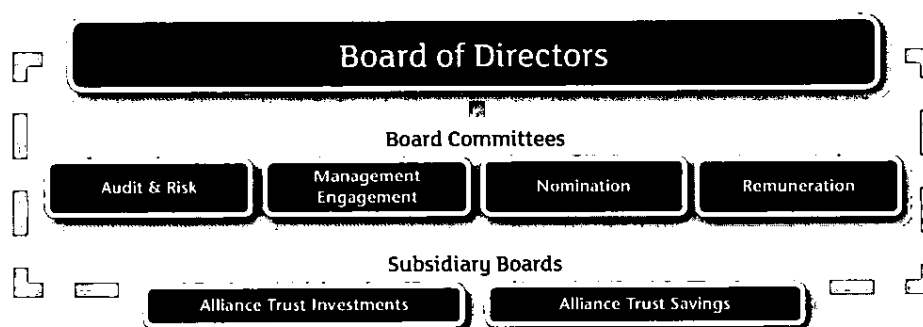 Board of Directors
Board Committees
Audit & Risk
Management
Engagement
Nomination
Remuneration
Subsidiary Boards
Alliance Trust Investments
Alliance Trust Savings